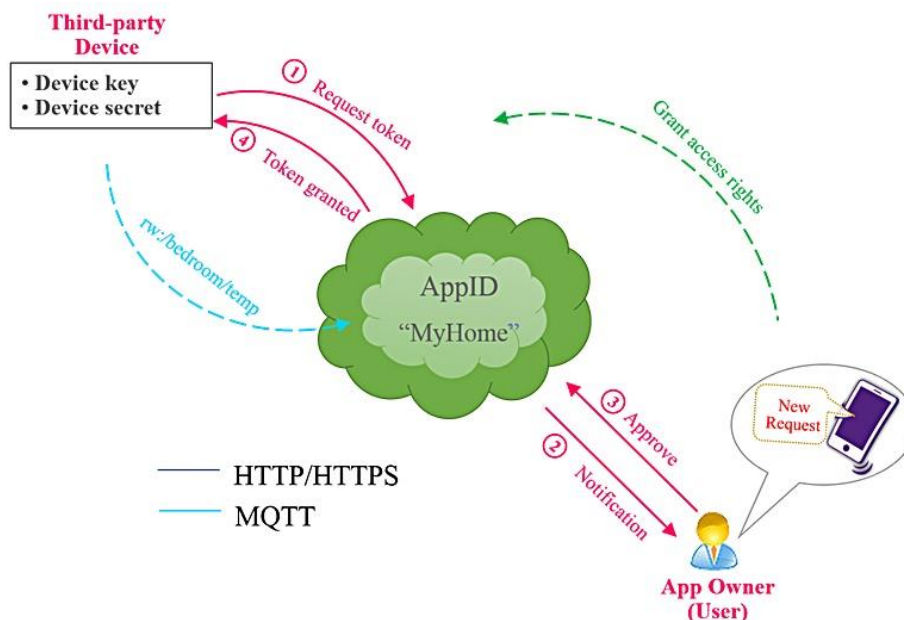 Third-party
Device
• Device key
• Device secret
① Request token
④ Token granted
Grant access rights
rw:/bedroom/temp
AppID
“MyHome”
New
Request
③ Approve
② Notification
HTTP/HTTPS
MQTT
App Owner
(User)